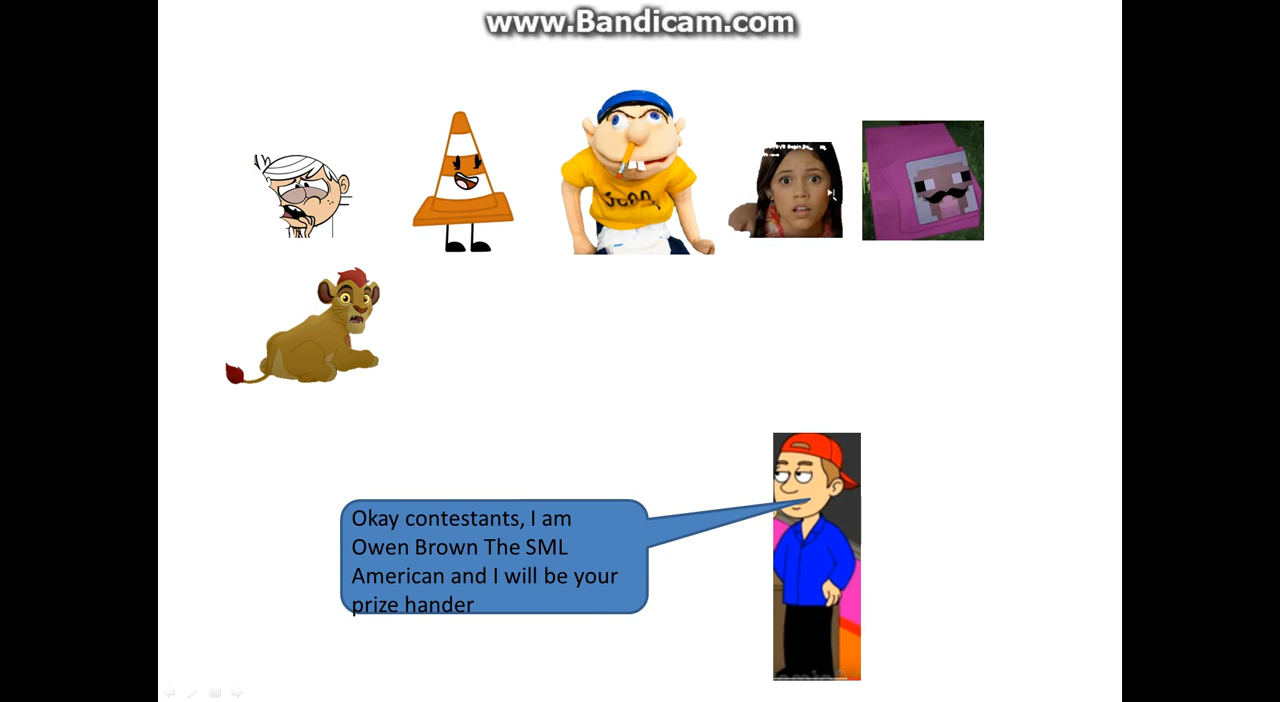 www.Bandicam.com
Okay contestants, I am
Owen Brown The SML
American and I will be your
prize hander